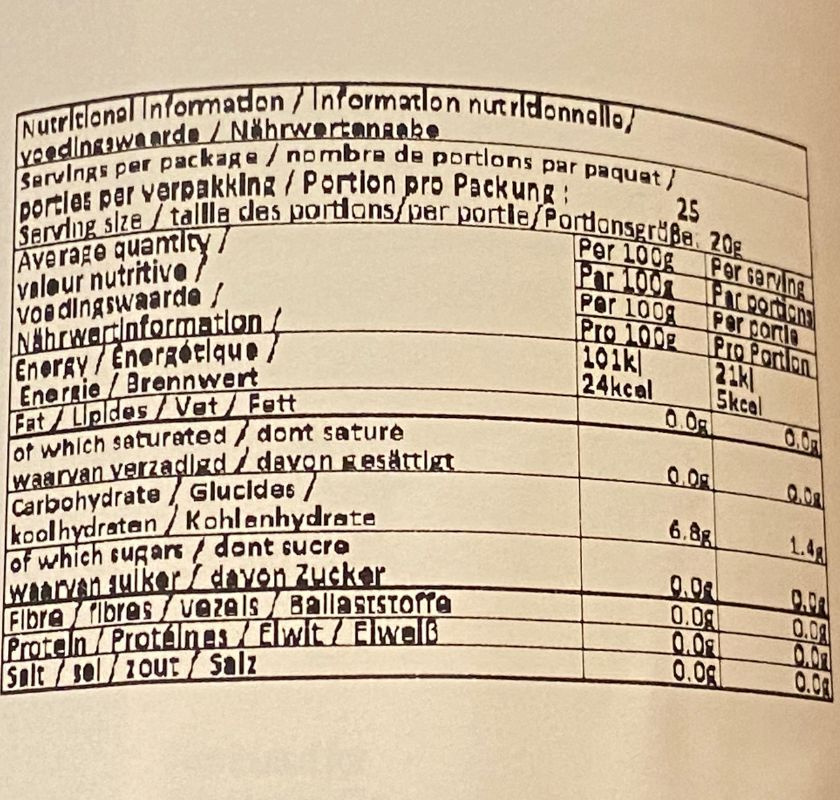 Nutritional Information / Information nutritionnelle/
voedingswaarde / Nährwertangabe
Servings per package / nombre de portions par paquet /
porties per verpakking / Portion pro Packung : 25
Serving size / taille des portions/per portie/Portionsgröße: 20g
Average quantity / Per 100g Per serving
valeur nutritive / Par 100g Par portions
voedingswaarde / Per 100g Per portie
Nährwertinformation / Pro 100g Pro Portion
Energy / Énergétique / 101kj 21kj
Energie / Brennwert 24kcal 5kcal
Fat / Lipides / Vet / Fett 0.0g 0.0g
of which saturated / dont sature
waarvan verzadigd / davon gesättigt 0.0g 0.0g
Carbohydrate / Glucides /
koolhydraten / Kohlenhydrate 6.8g 1.4g
of which sugars / dont sucre
waarvan suiker / davon Zucker 0.0g 0.0g
Fibre / fibres / vezels / Ballaststoffe 0.0g 0.0g
Protein / Protéines / Eiwit / Eiweiß 0.0g 0.0g
Salt / sel / zout / Salz 0.0g 0.0g